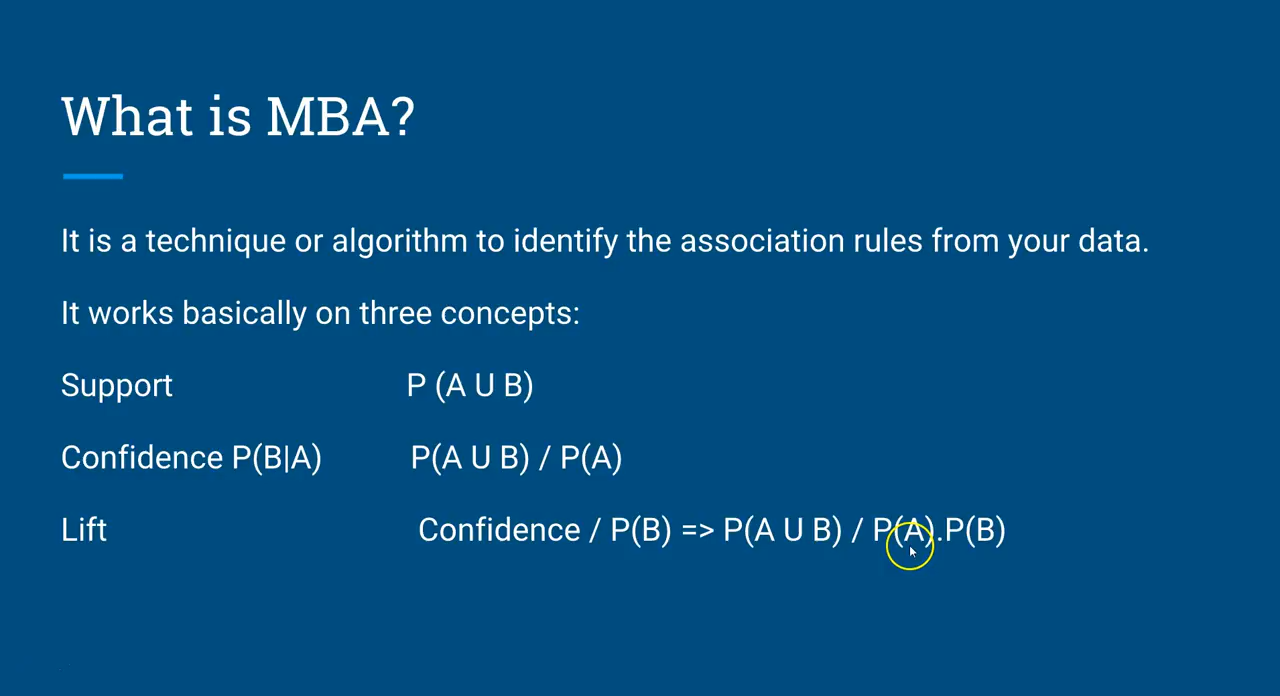 What is MBA?
It is a technique or algorithm to identify the association rules from your data.
It works basically on three concepts:
Support P (A U B)
Confidence P(B|A) P(A U B) / P(A)
Lift Confidence / P(B) => P(A U B) / P(A).P(B)